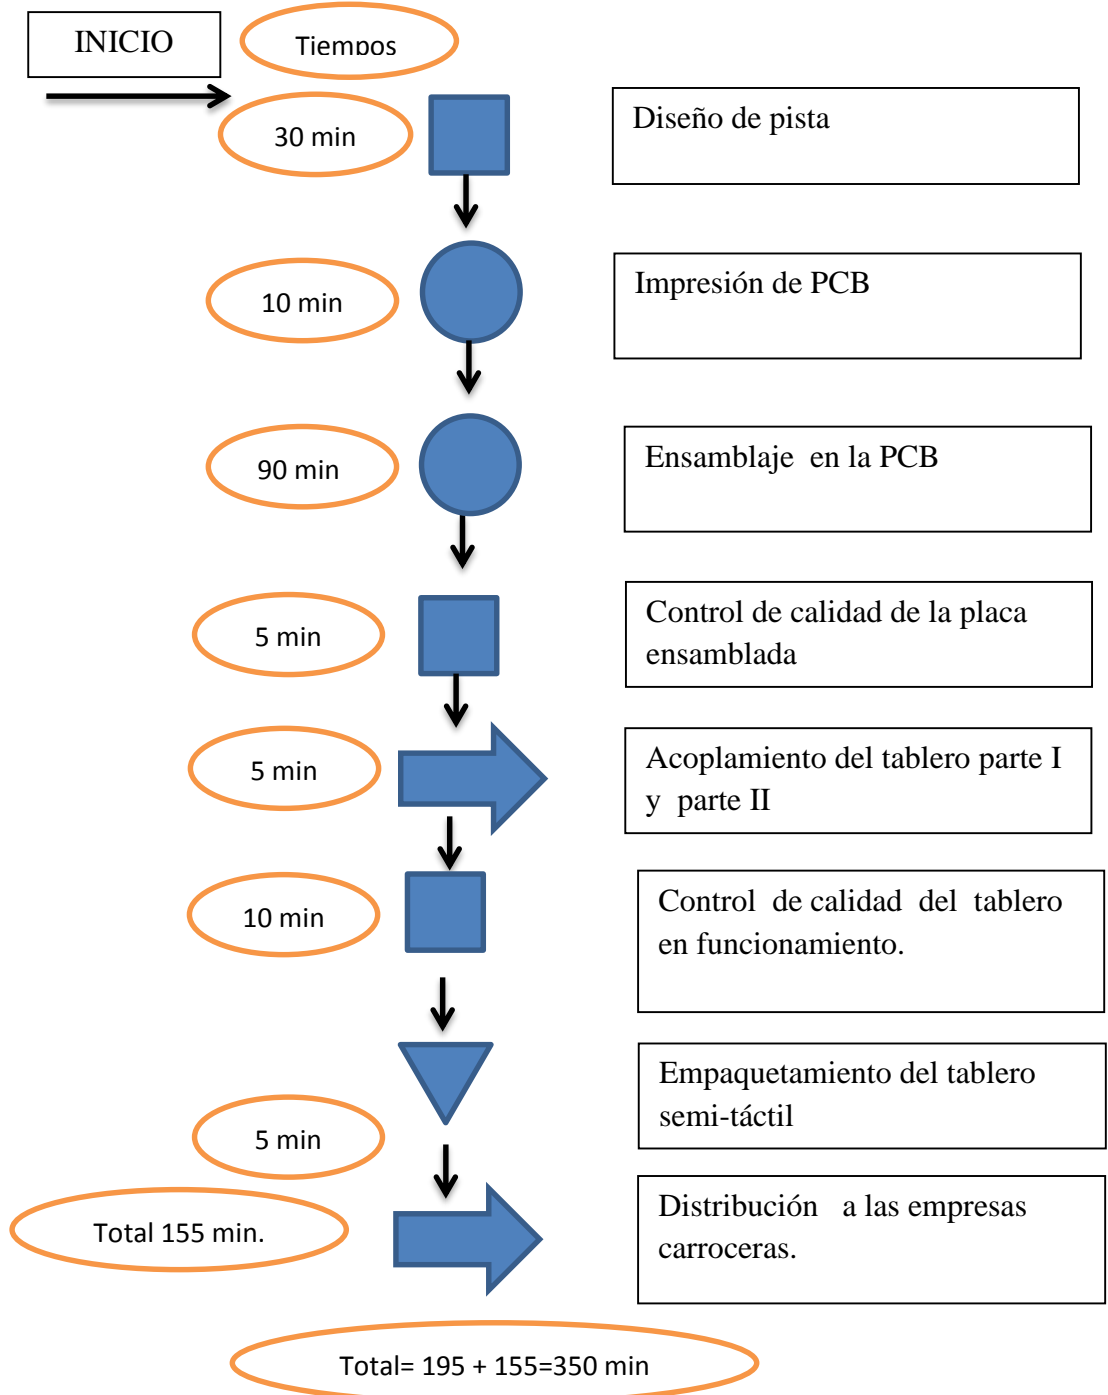 INICIO
Tiempos
30 min
Diseño de pista
10 min
Impresión de PCB
90 min
Ensamblaje en la PCB
5 min
Control de calidad de la placa
ensamblada
5 min
Acoplamiento del tablero parte I
y parte II
10 min
Control de calidad del tablero
en funcionamiento.
Empaquetamiento del tablero
semi-táctil
5 min
Total 155 min.
Distribución a las empresas
carroceras.
Total= 195 + 155=350 min